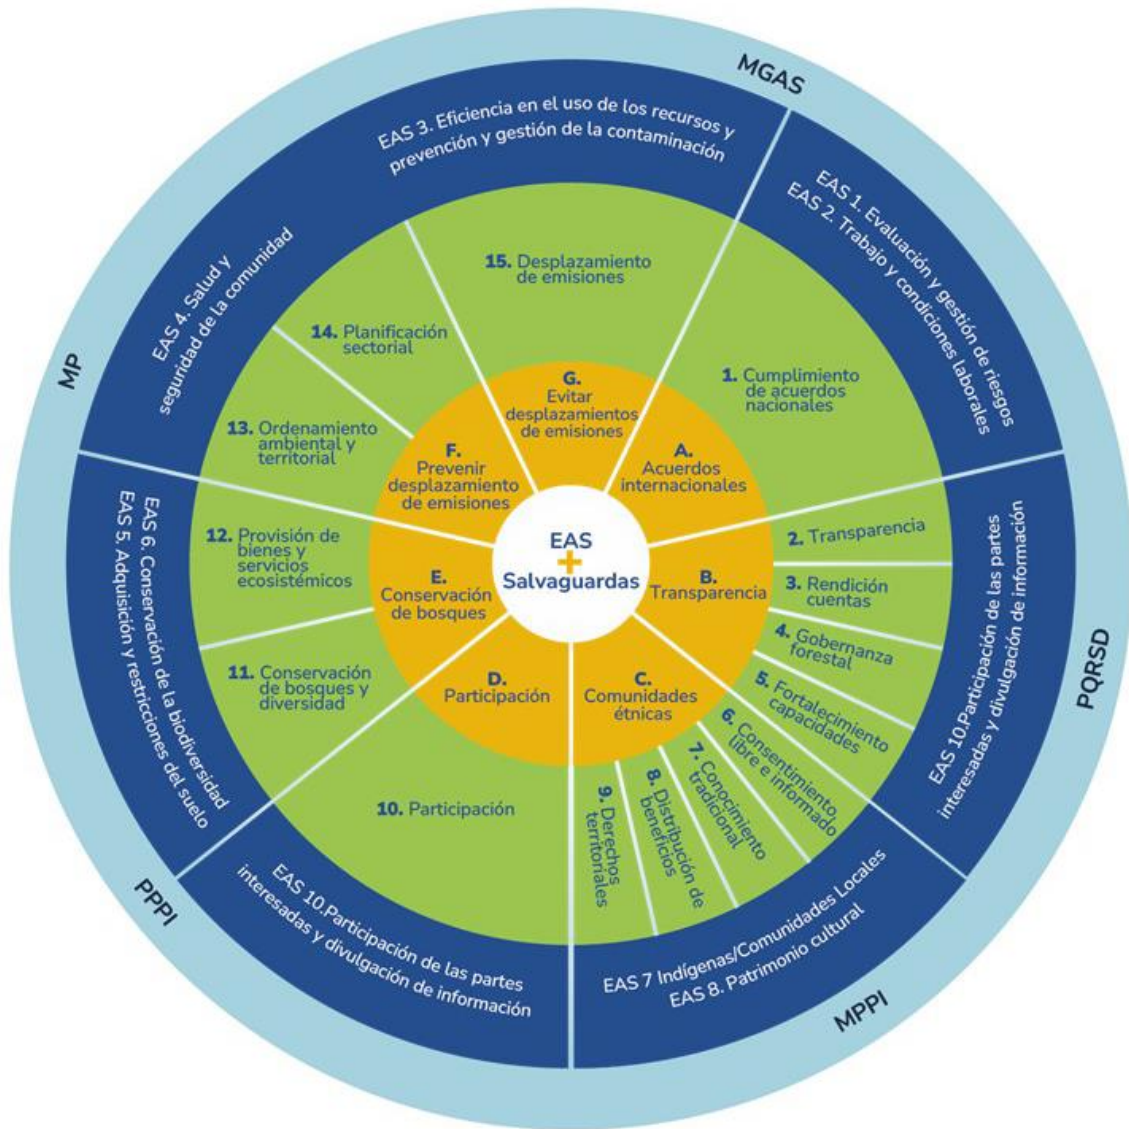 MGAS
EAS 3. Eficiencia en el uso de los recursos y
prevención y gestión de la contaminación
EAS 1. Evaluación y gestión de riesgos
EAS 2. Trabajo y condiciones laborales
EAS 4. Salud y
seguridad de la comunidad
MP
15. Desplazamiento
de emisiones
14. Planificación
sectorial
13. Ordenamiento
ambiental y
territorial
1. Cumplimiento
de acuerdos
nacionales
G.
Evitar
desplazamientos
de emisiones
F.
Prevenir
desplazamiento
de emisiones
A.
Acuerdos
internacionales
EAS
+
Salvaguardas
12. Provisión de
bienes y
servicios
ecosistémicos
E.
Conservación
de bosques
B.
Transparencia
2. Transparencia
3. Rendición
cuentas
4. Gobernanza
forestal
5. Fortalecimiento
capacidades
EAS 6. Conservación de la biodiversidad
EAS 5. Adquisición y restricciones del suelo
EAS 10.Participación de las partes
interesadas y divulgación de información
PQRSD
11. Conservación
de bosques y
diversidad
D.
Participación
C.
Comunidades
étnicas
6. Consentimiento
libre e informado
7. Conocimiento
tradicional
8. Distribución de
beneficios
9. Derechos
territoriales
10. Participación
PPPI
EAS 10.Participación de las partes
interesadas y divulgación de información
EAS 7 Indígenas/Comunidades Locales
EAS 8. Patrimonio cultural
MPPI